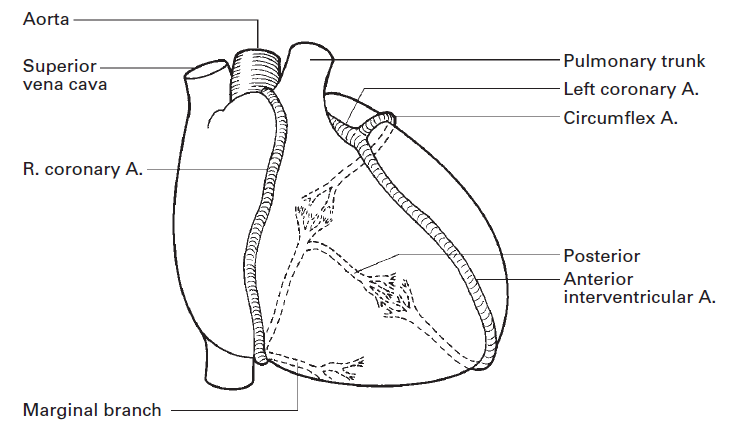 Aorta
Superior
vena cava
R. coronary A.
Marginal branch
Pulmonary trunk
Left coronary A.
Circumflex A.
Posterior
Anterior
interventricular A.